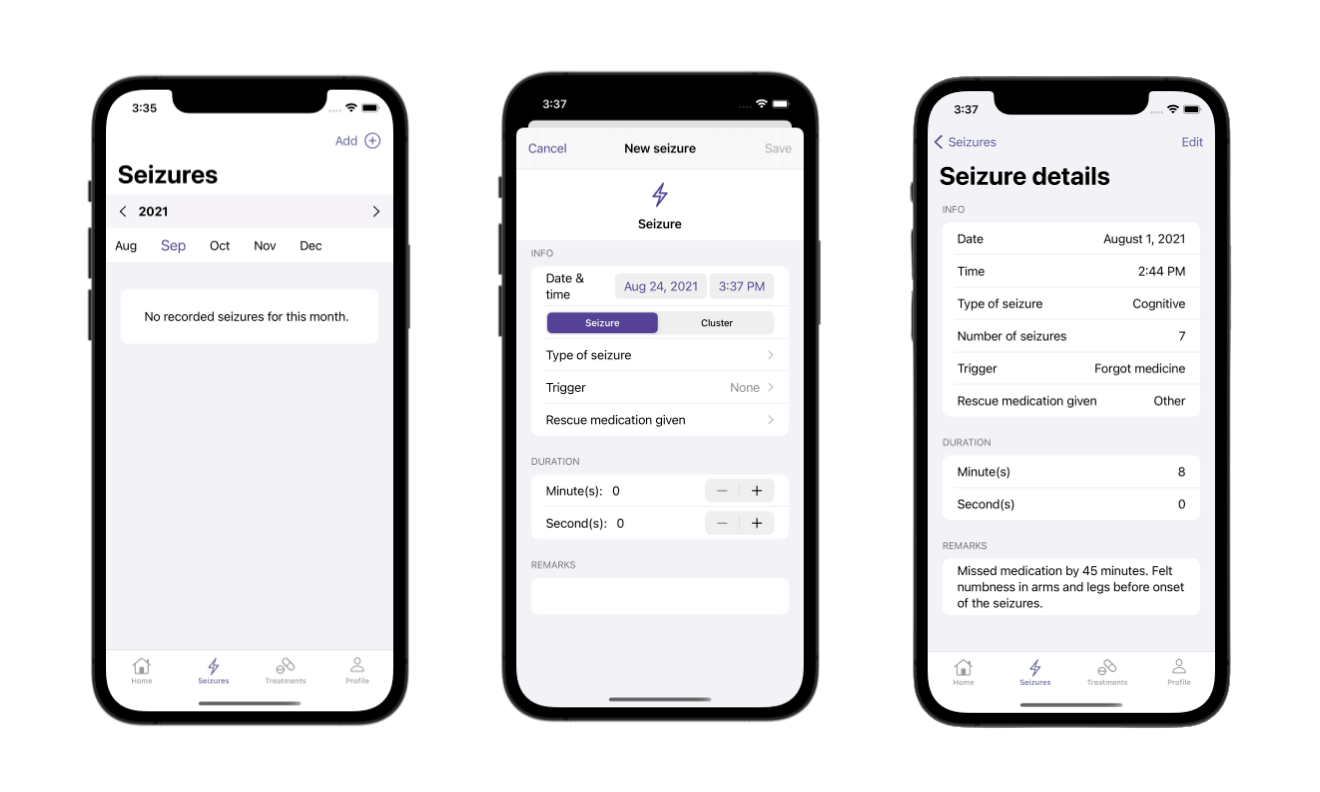 3:35
Add
Seizures
2021
Aug Sep Oct Nov Dec
No recorded seizures for this month.
Home Seizures Treatments Profile
3:37
Cancel New seizure Save
Seizure
INFO
Date &
time
Aug 24, 2021 3:37 PM
Seizure Cluster
Type of seizure
Trigger None
Rescue medication given
DURATION
Minute(s): 0
Second(s): 0
REMARKS
3:37
Seizures Edit
Seizure details
INFO
Date August 1, 2021
Time 2:44 PM
Type of seizure Cognitive
Number of seizures 7
Trigger Forgot medicine
Rescue medication given Other
DURATION
Minute(s) 8
Second(s) 0
REMARKS
Missed medication by 45 minutes. Felt
numbness in arms and legs before onset
of the seizures.
Home Seizures Treatments Profile